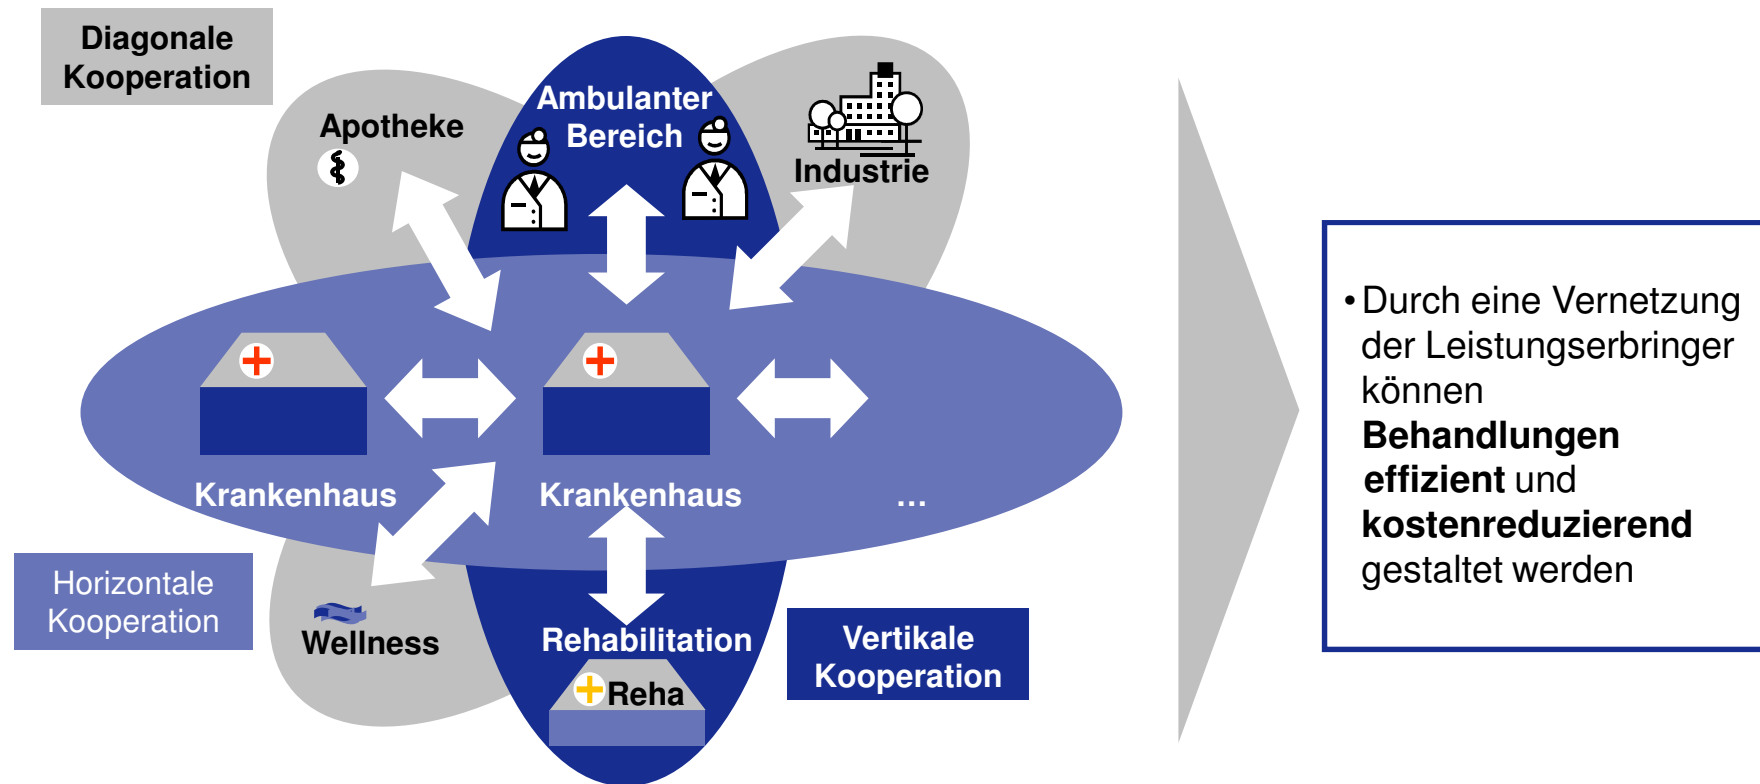 Diagonale
Kooperation
Apotheke
Ambulanter
Bereich
Industrie
Krankenhaus
Krankenhaus
...
Horizontale
Kooperation
Wellness
Rehabilitation
Reha
Vertikale
Kooperation
• Durch eine Vernetzung
der Leistungserbringer
können
Behandlungen
effizient und
kostenreduzierend
gestaltet werden